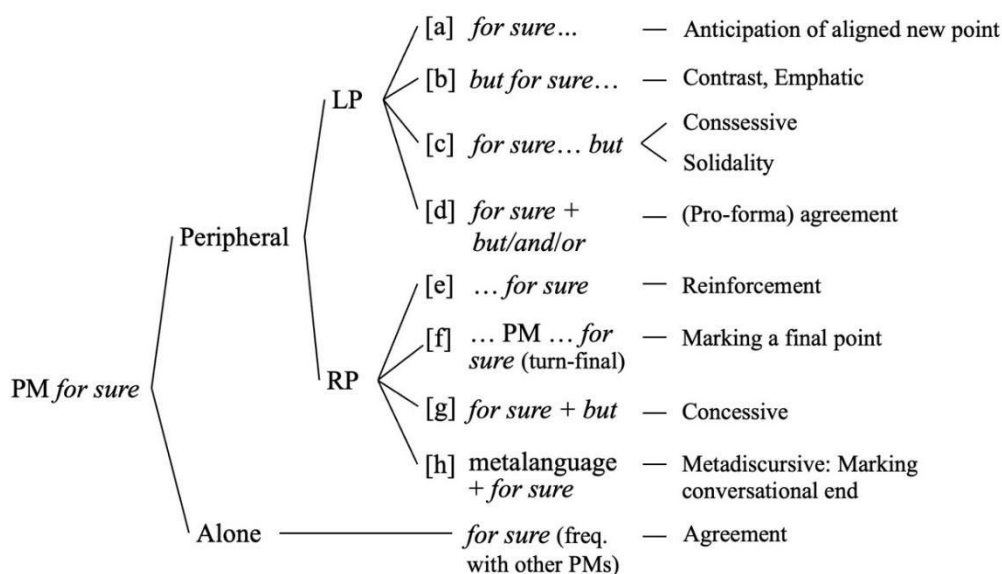 [a] for sure… — Anticipation of aligned new point
[b] but for sure… — Contrast, Emphatic
LP
[c] for sure… but
Conssessive
Solidality
[d] for sure +
but/and/or
— (Pro-forma) agreement
Peripheral
[e] … for sure — Reinforcement
[f] … PM … for
sure (turn-final)
— Marking a final point
RP
PM for sure
[g] for sure + but — Concessive
[h] metalanguage
+ for sure
— Metadiscursive: Marking
conversational end
Alone
for sure (freq.
with other PMs)
— Agreement